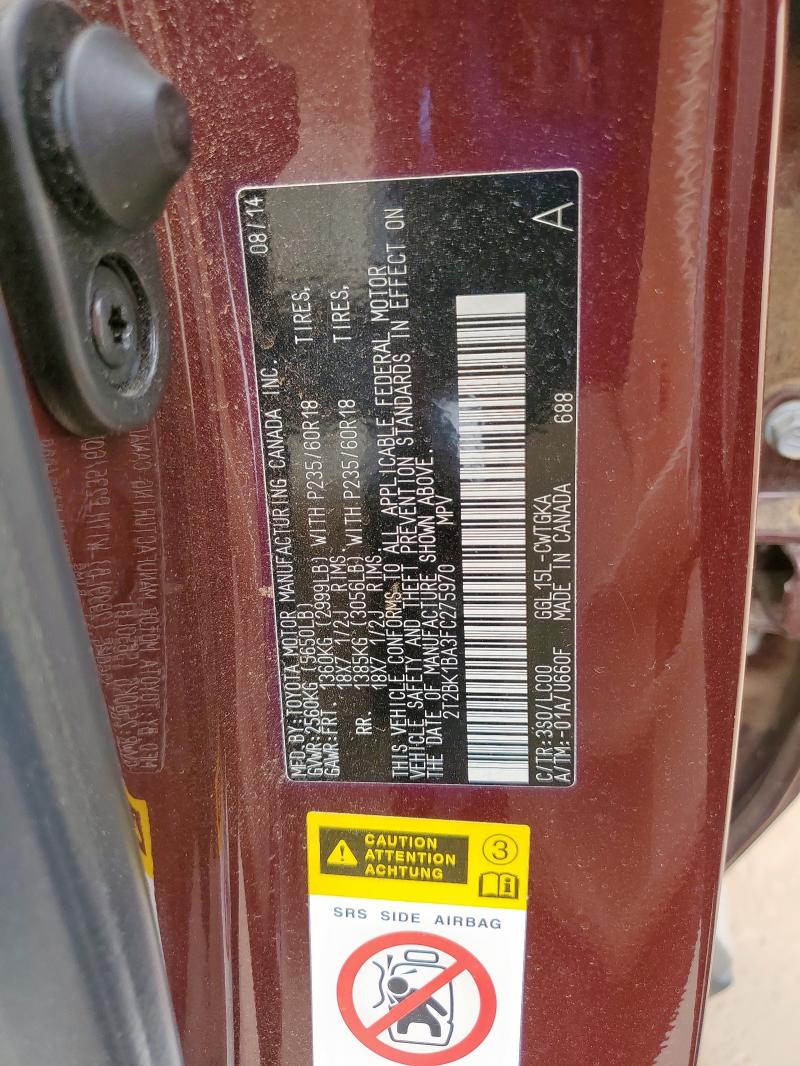 MFD BY:TOYOTA MOTOR MANUFACTURING CANADA INC. 08/14
GVWR:2560KG (5650LB)
GAWR:FRT. 1360KG (2999LB) WITH P235/60R18 TIRES,
18X7 1/2J RIMS.
RR. 1385KG (3056LB) WITH P235/60R18 TIRES,
18X7 1/2J RIMS.
THIS VEHICLE CONFORMS TO ALL APPLICABLE FEDERAL MOTOR
VEHICLE SAFETY AND THEFT PREVENTION STANDARDS IN EFFECT ON
THE DATE OF MANUFACTURE SHOWN ABOVE.
2T2BK1BA3FC275970 MPV
C/TR:3S0/LC00 GGL15L-CWTGKA 688 A
A/TM:-01A/U660F MADE IN CANADA
CAUTION
ATTENTION
ACHTUNG
3
SRS SIDE AIRBAG